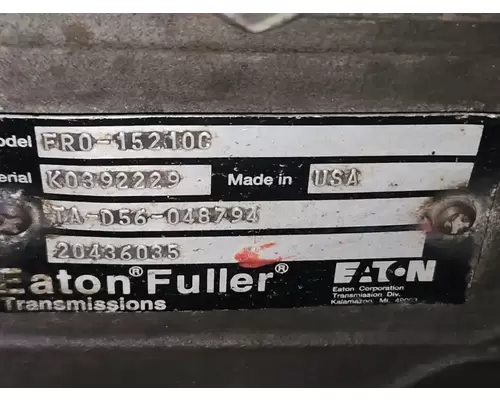 odel FRO-15210C
erial K0392229 Made in USA
TA-D56-048794
20436035
Eaton® Fuller® EATON
Transmissions Eaton Corporation
Transmission Div.
Kalamazoo, MI.